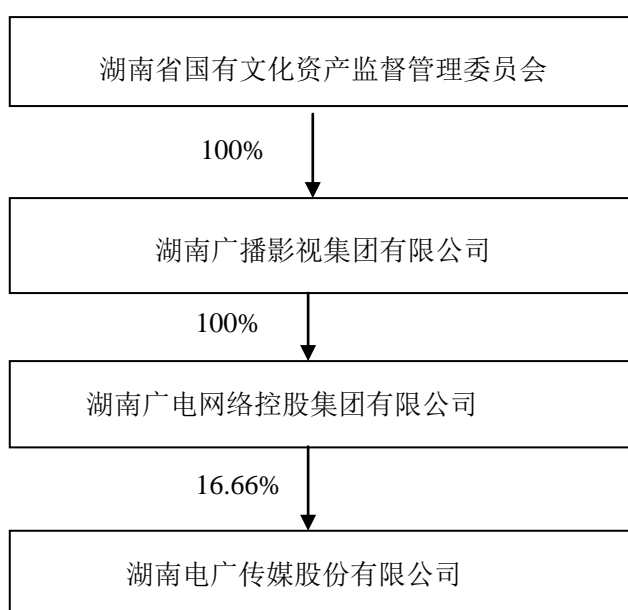 湖南省国有文化资产监督管理委员会
100%
湖南广播影视集团有限公司
100%
湖南广电网络控股集团有限公司
16.66%
湖南电广传媒股份有限公司